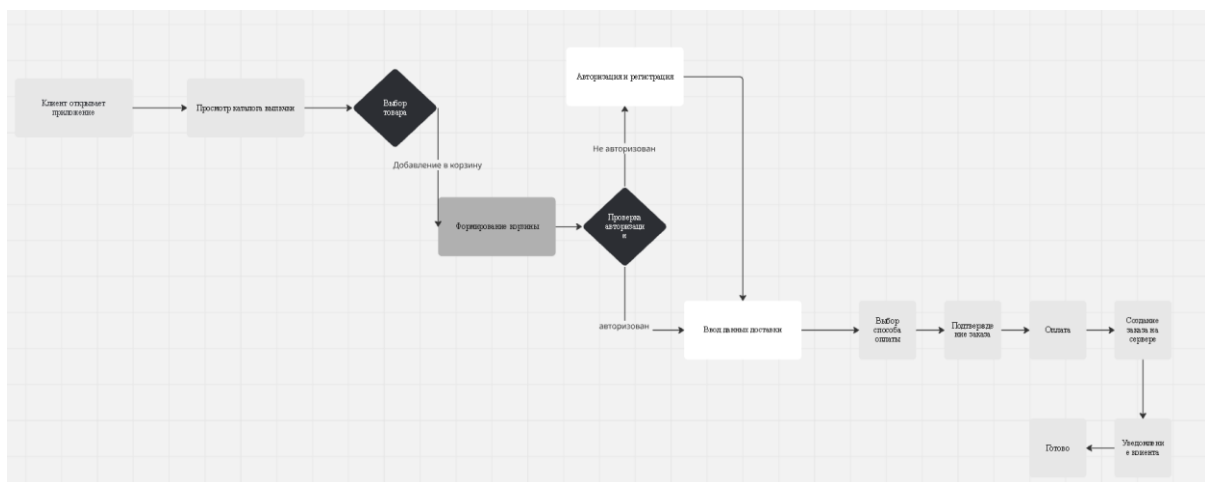 Клиент открывает
приложение
Просмотр каталога выпечки
Выбор
товара
Добавление в корзину
Формирование корзины
Проверка
авторизаци
и
Не авторизован
Авторизация и регистрация
авторизован
Ввод данных доставки
Выбор
способа
оплаты
Подтвержде
ние заказа
Оплата
Создание
заказа на
сервере
Уведомлени
е клиента
Готово